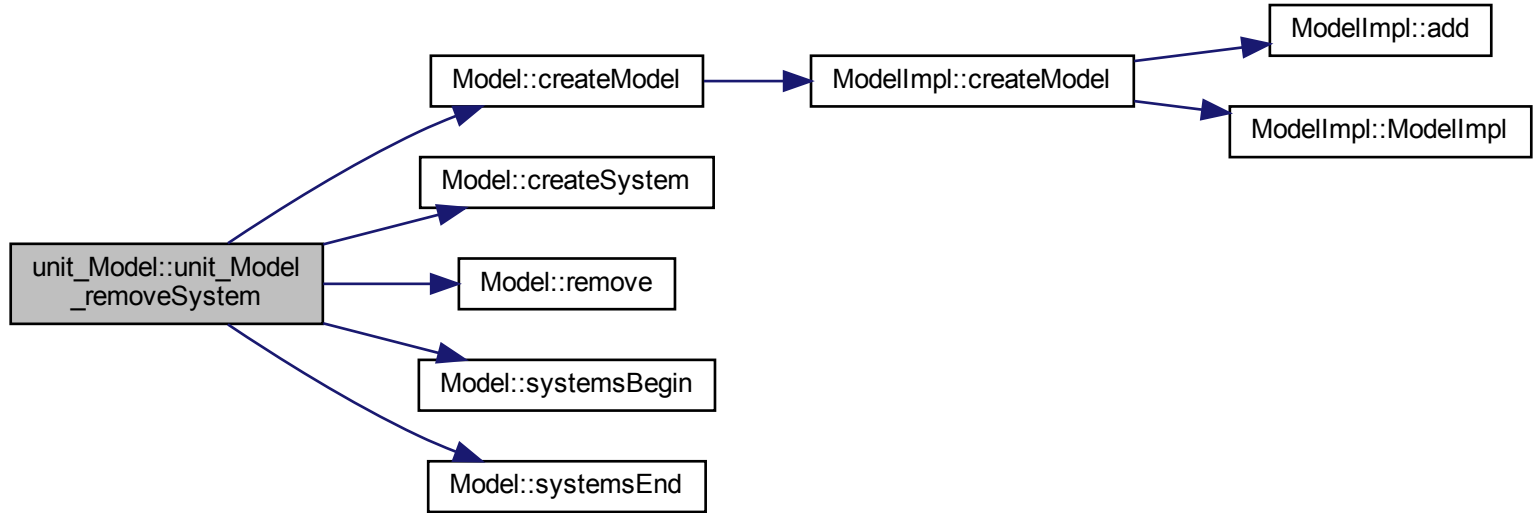 unit_Model::unit_Model
_removeSystem
Model::createModel
ModelImpl::createModel
ModelImpl::add
ModelImpl::ModelImpl
Model::createSystem
Model::remove
Model::systemsBegin
Model::systemsEnd